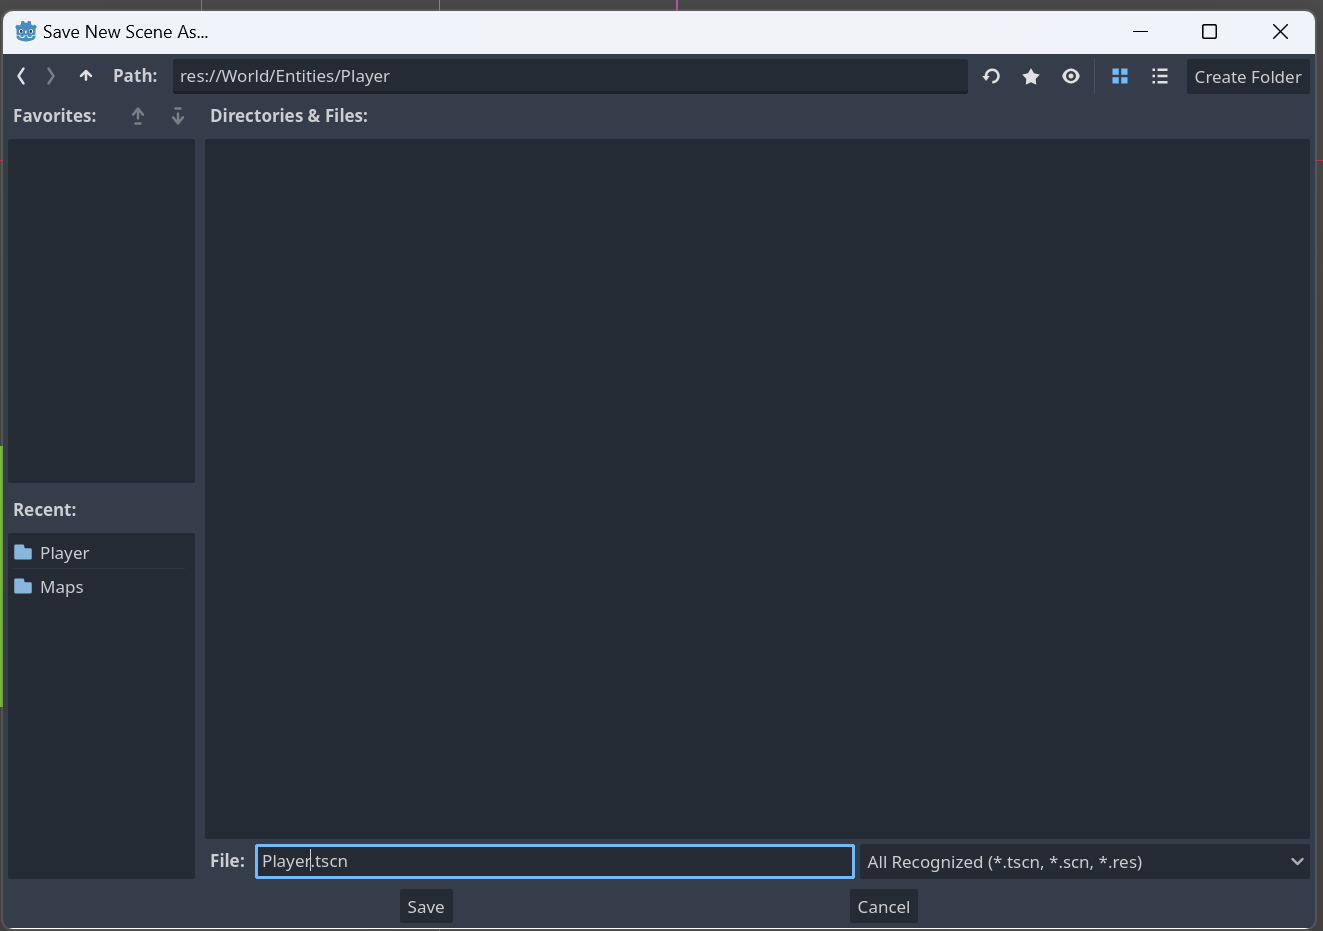 Save New Scene As...
Path: res://World/Entities/Player Create Folder
Favorites: Directories & Files:
Recent:
Player
Maps
File: Player.tscn All Recognized (*.tscn, *.scn, *.res)
Save Cancel